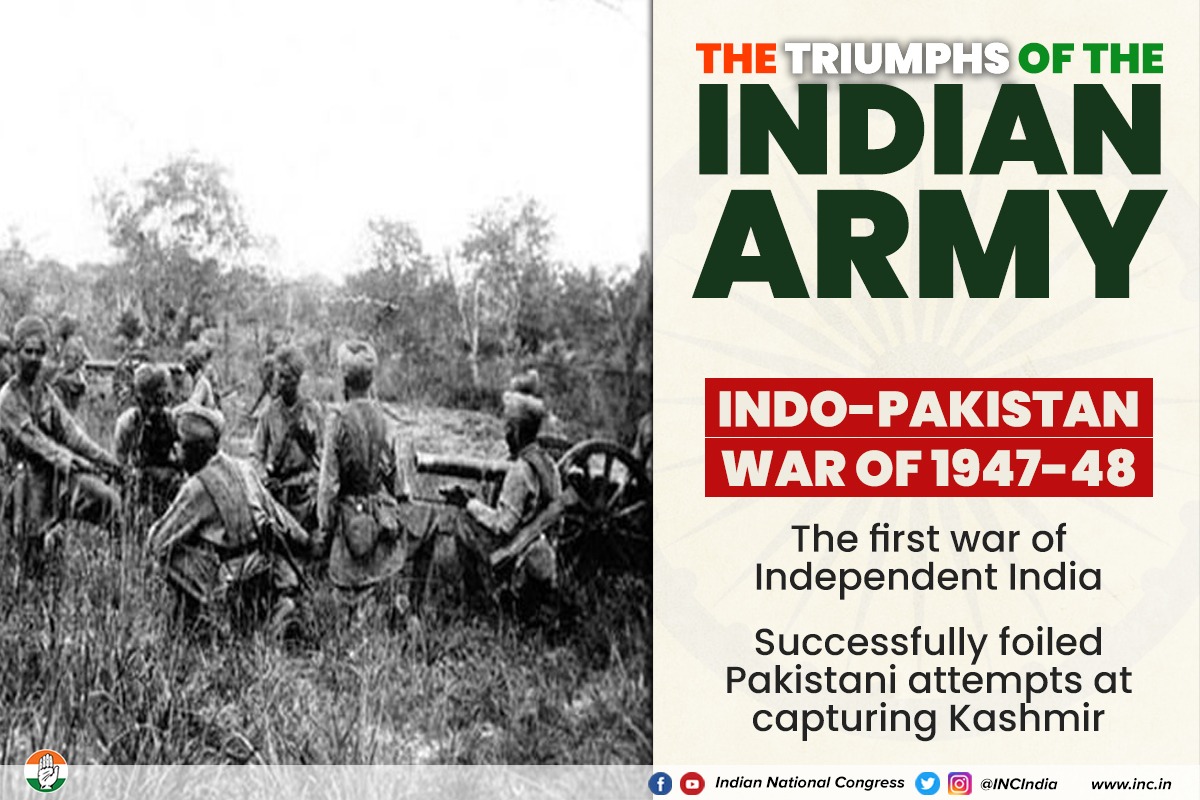 THE TRIUMPHS OF THE
INDIAN
ARMY
INDO-PAKISTAN
WAR OF 1947-48
The first war of
Independent India
Successfully foiled
Pakistani attempts at
capturing Kashmir
Indian National Congress @INCIndia www.inc.in